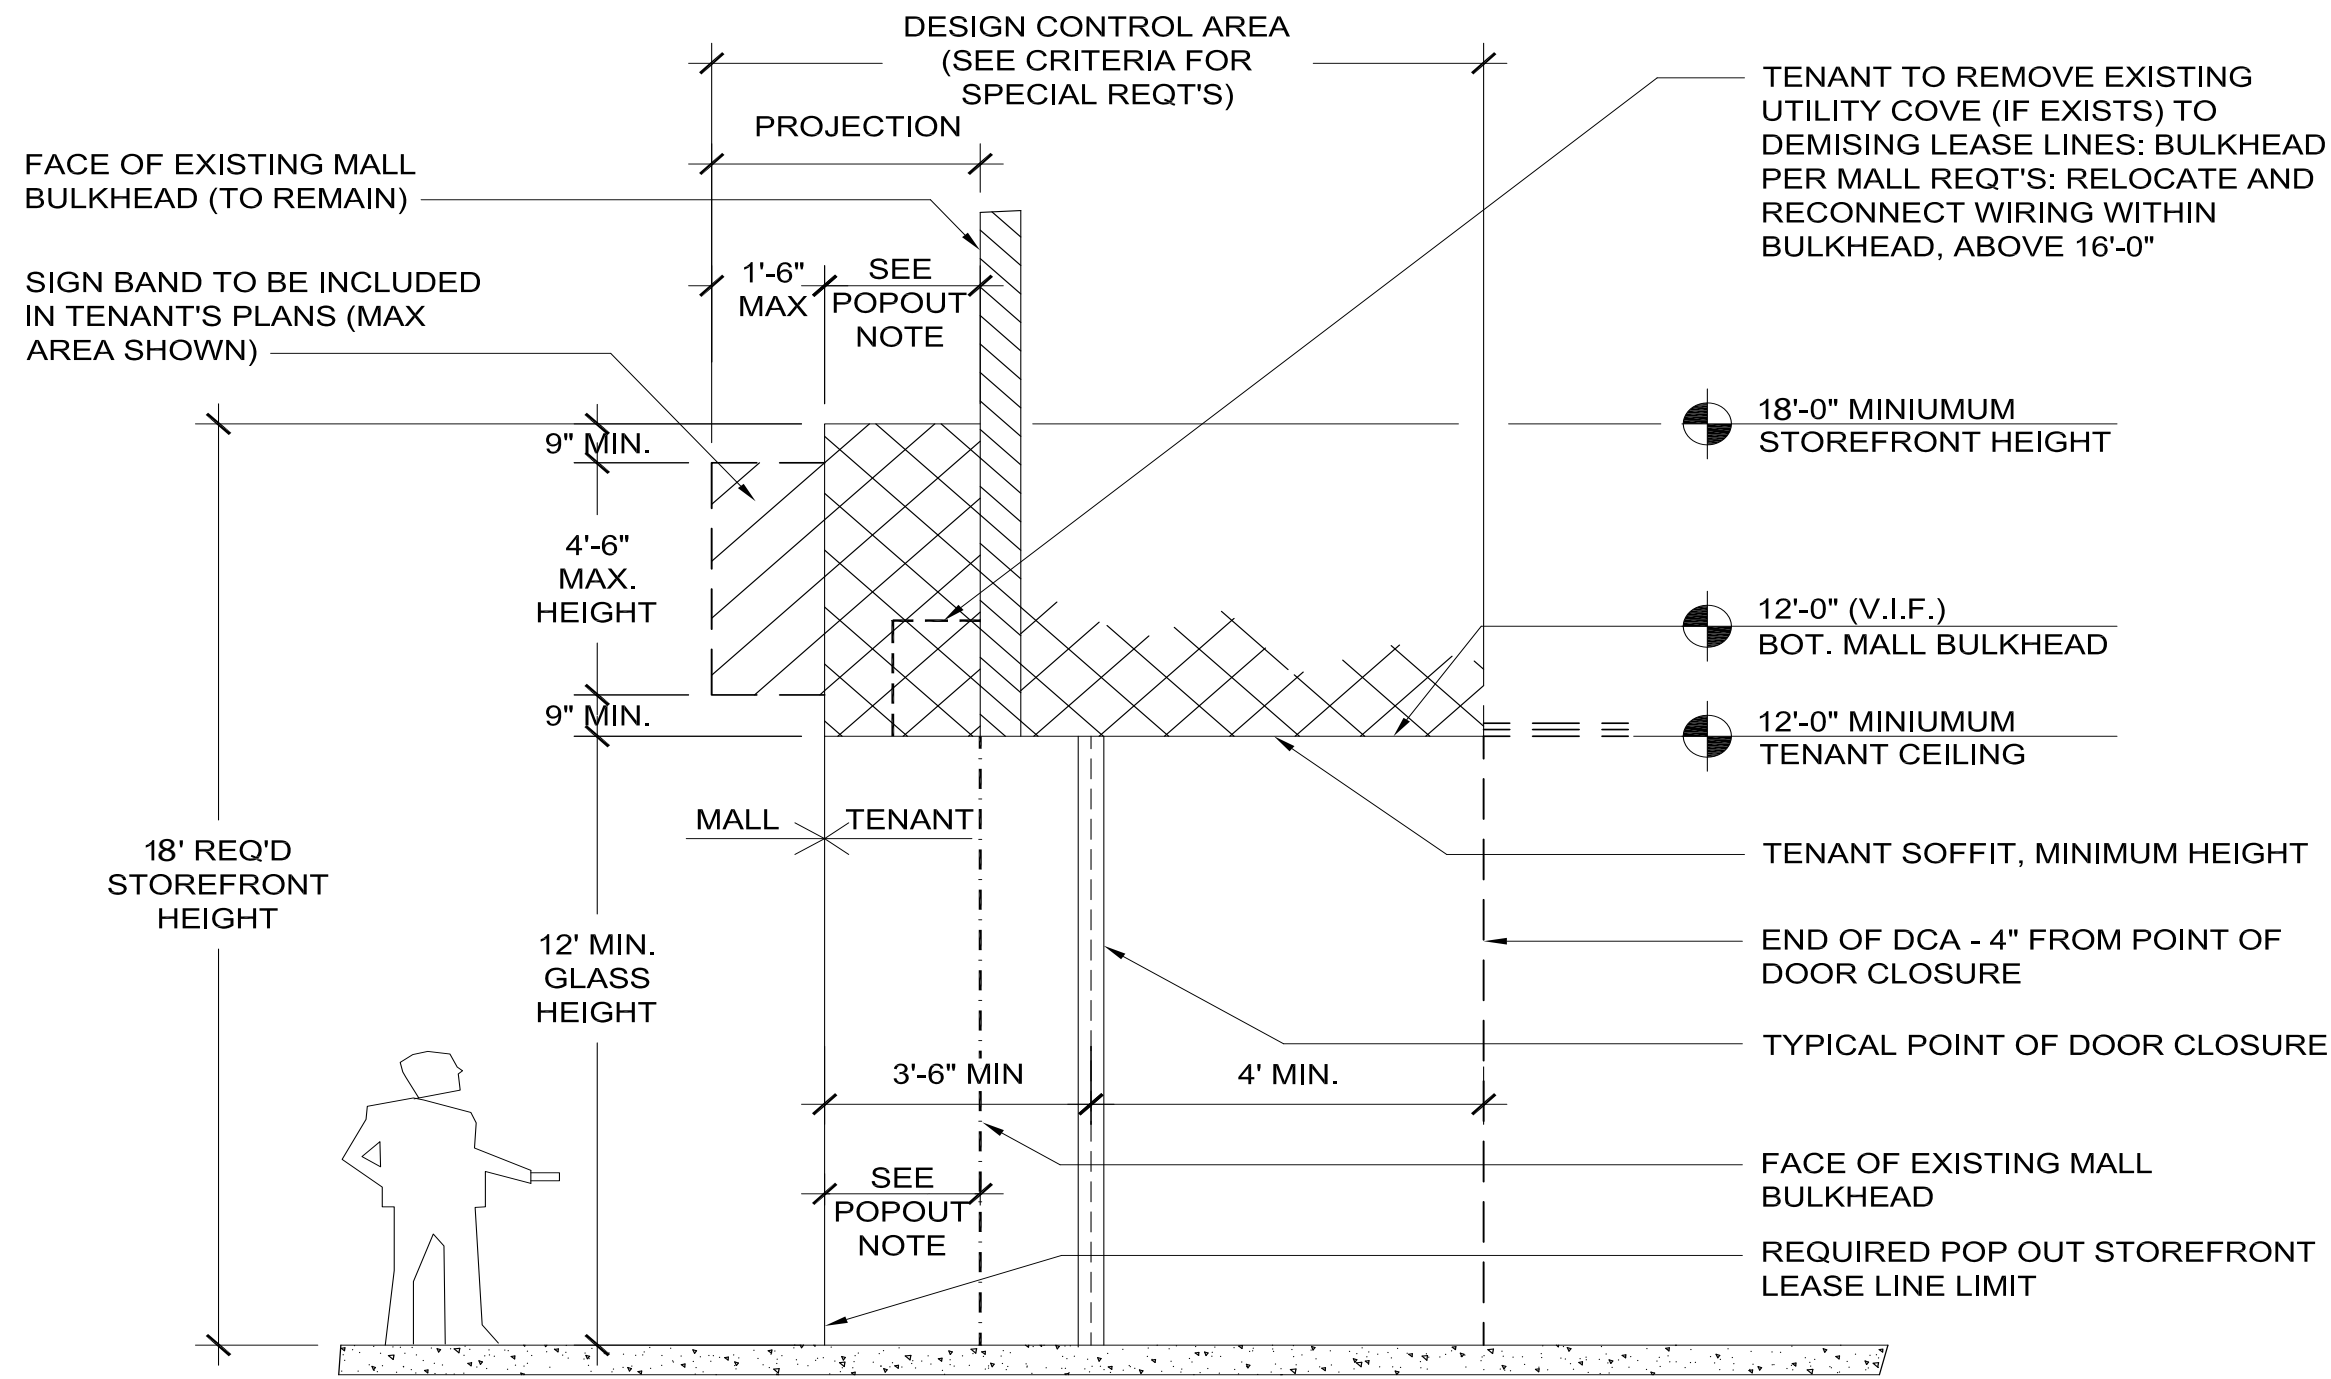 DESIGN CONTROL AREA
(SEE CRITERIA FOR
SPECIAL REQT'S)
PROJECTION
TENANT TO REMOVE EXISTING
UTILITY COVE (IF EXISTS) TO
DEMISING LEASE LINES: BULKHEAD
PER MALL REQT'S: RELOCATE AND
RECONNECT WIRING WITHIN
BULKHEAD, ABOVE 16'-0"
FACE OF EXISTING MALL
BULKHEAD (TO REMAIN)
SIGN BAND TO BE INCLUDED
IN TENANT'S PLANS (MAX
AREA SHOWN)
1'-6"
MAX
SEE
POPOUT
NOTE
9" MIN.
4'-6"
MAX.
HEIGHT
9" MIN.
18'-0" MINIUMUM
STOREFRONT HEIGHT
12'-0" (V.I.F.)
BOT. MALL BULKHEAD
12'-0" MINIUMUM
TENANT CEILING
MALL
TENANT
18' REQ'D
STOREFRONT
HEIGHT
12' MIN.
GLASS
HEIGHT
TENANT SOFFIT, MINIMUM HEIGHT
END OF DCA - 4" FROM POINT OF
DOOR CLOSURE
TYPICAL POINT OF DOOR CLOSURE
3'-6" MIN
4' MIN.
SEE
POPOUT
NOTE
FACE OF EXISTING MALL
BULKHEAD
REQUIRED POP OUT STOREFRONT
LEASE LINE LIMIT